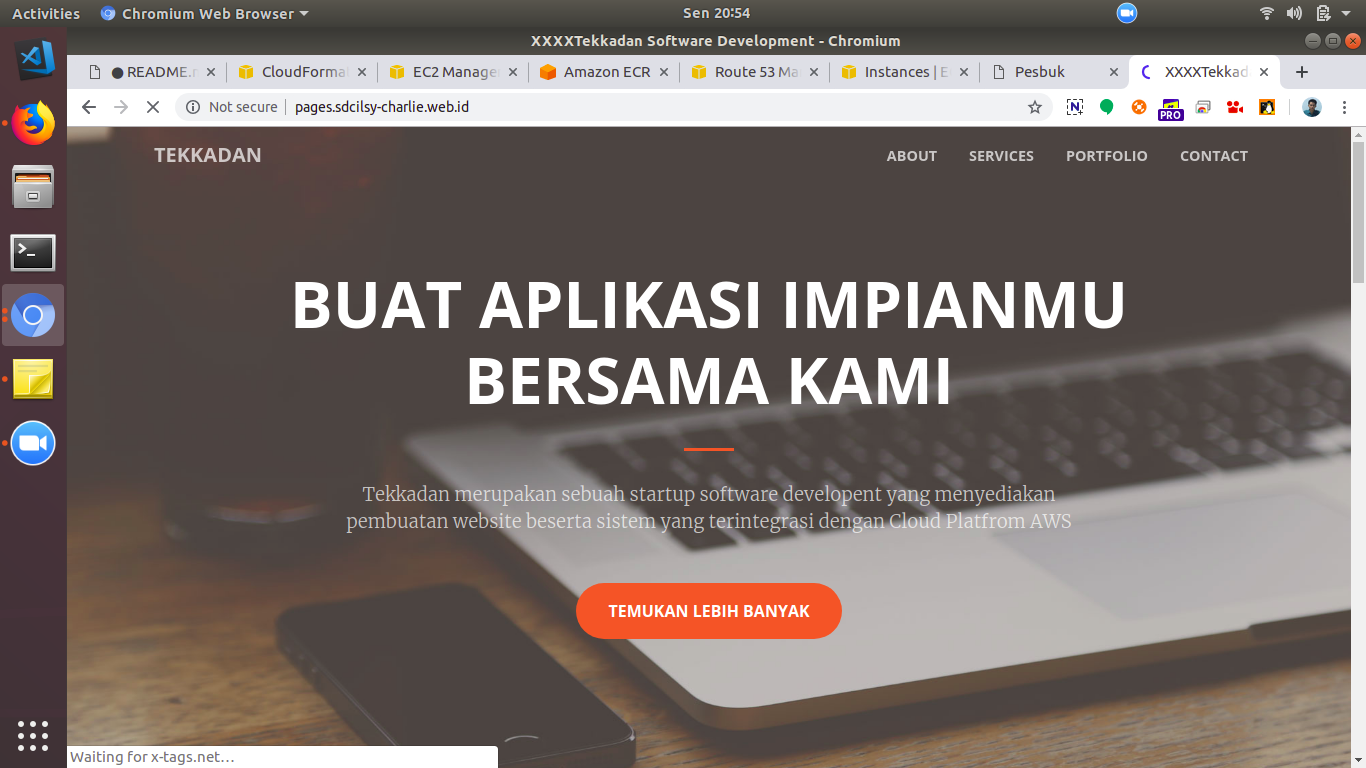 Activities
Chromium Web Browser
Sen 20:54
XXXXTekkadan Software Development - Chromium
README.
CloudForma
EC2 Manage
Amazon ECR
Route 53 Ma
Instances | E
Pesbuk
XXXXTekkad
Not secure
pages.sdcilsy-charlie.web.id
PRO
TEKKADAN
ABOUT
SERVICES
PORTFOLIO
CONTACT
BUAT APLIKASI IMPIANMU
BERSAMA KAMI
Tekkadan merupakan sebuah startup software developent yang menyediakan
pembuatan website beserta sistem yang terintegrasi dengan Cloud Platfrom AWS
TEMUKAN LEBIH BANYAK
Waiting for x-tags.net…